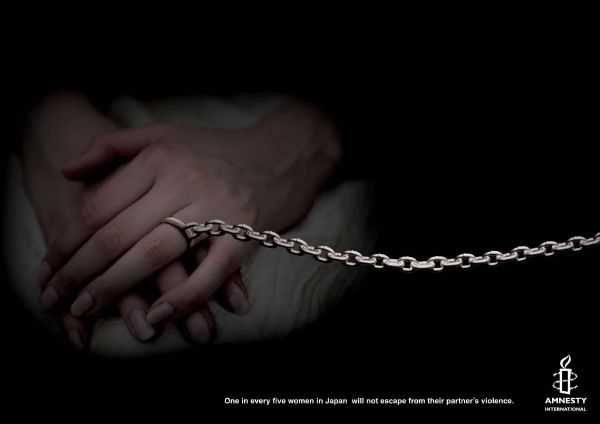 One in every five women in Japan  will not escape from their partner's violence.
AMNESTY
INTERNATIONAL